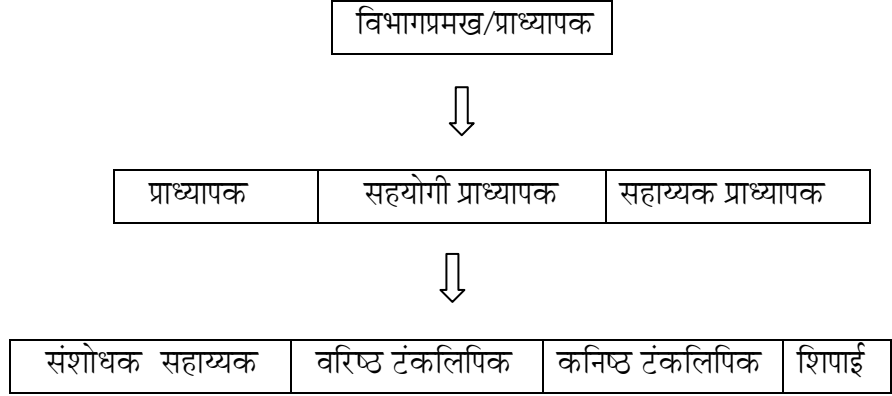 विभागप्रमख/प्राध्यापक
प्राध्यापक सहयोगी प्राध्यापक सहाय्यक प्राध्यापक
संशोधक सहाय्यक वरिष्ठ टंकलिपिक कनिष्ठ टंकलिपिक शिपाई